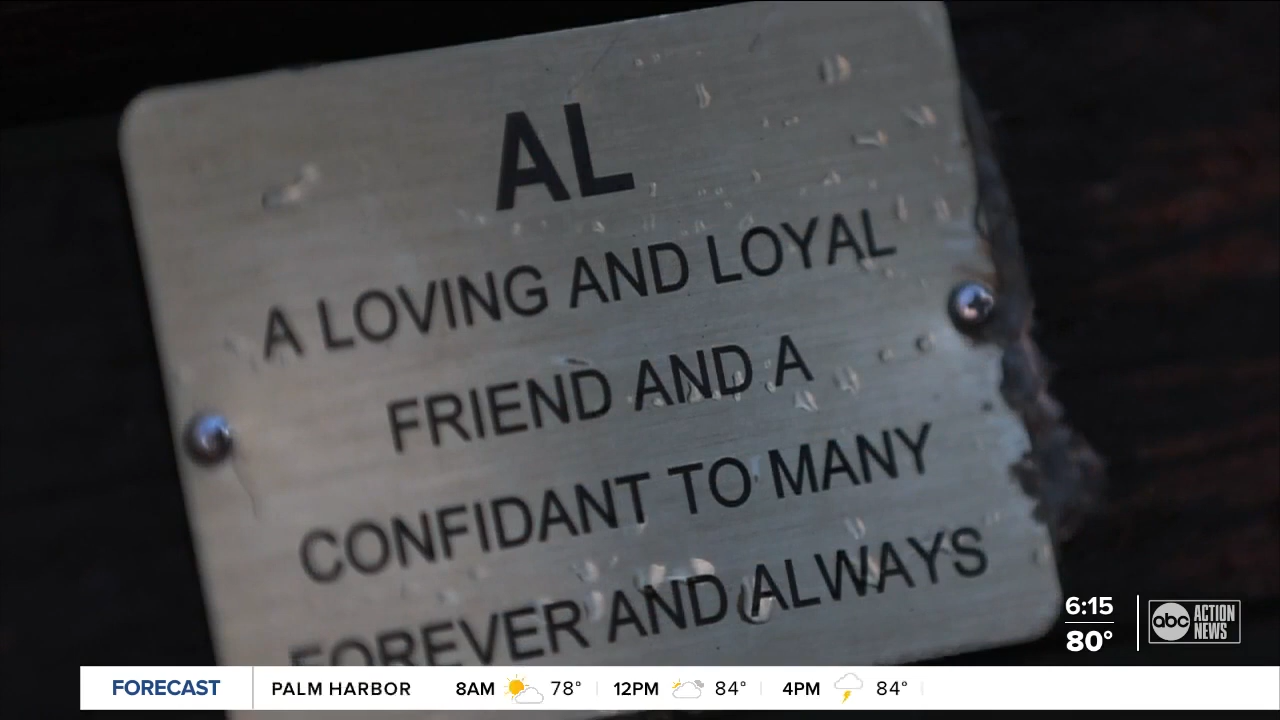 AL
A LOVING AND LOYAL
FRIEND AND A
CONFIDANT TO MANY
FOREVER AND ALWAYS
6:15
80°
abc ACTION NEWS
FORECAST PALM HARBOR 8AM 78° 12PM 84° 4PM 84°